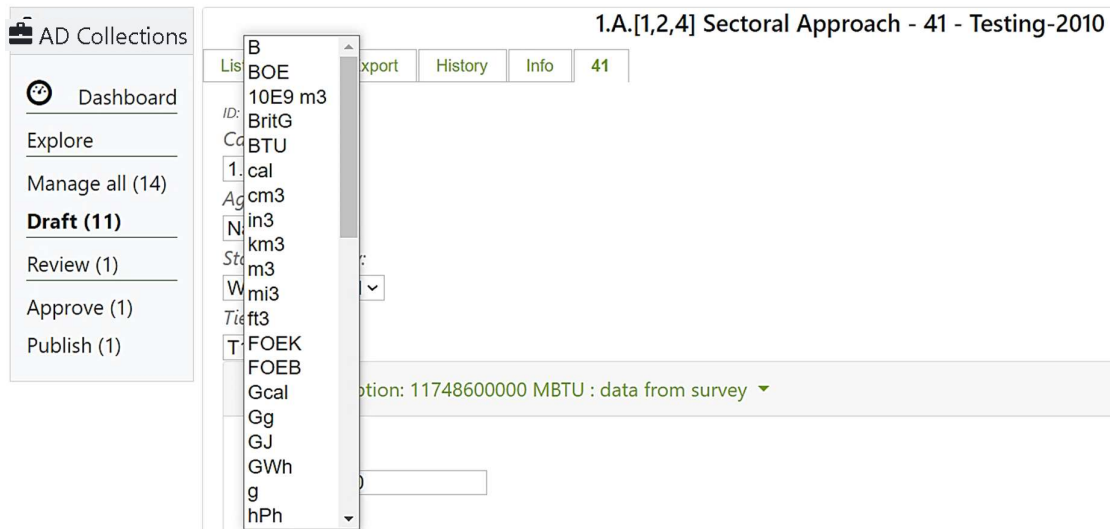 1.A.[1,2,4] Sectoral Approach - 41 - Testing-2010
AD Collections
Dashboard
Explore
Manage all (14)
Draft (11)
Review (1)
Approve (1)
Publish (1)
History
Info
41
ID:
B
BOE
10E9 m3
BritG
BTU
cal
cm3
in3
km3
m3
mi3
ft3
FOEK
FOEB
Gcal
Gg
GJ
GWh
g
hPh
11748600000 MBTU : data from survey